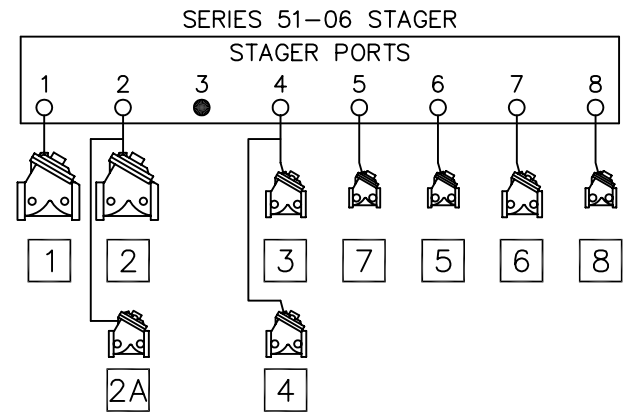 SERIES 51-06 STAGER
STAGER PORTS
1 2 3 4 5 6 7 8
1 2 3 7 5 6 8
2A 4